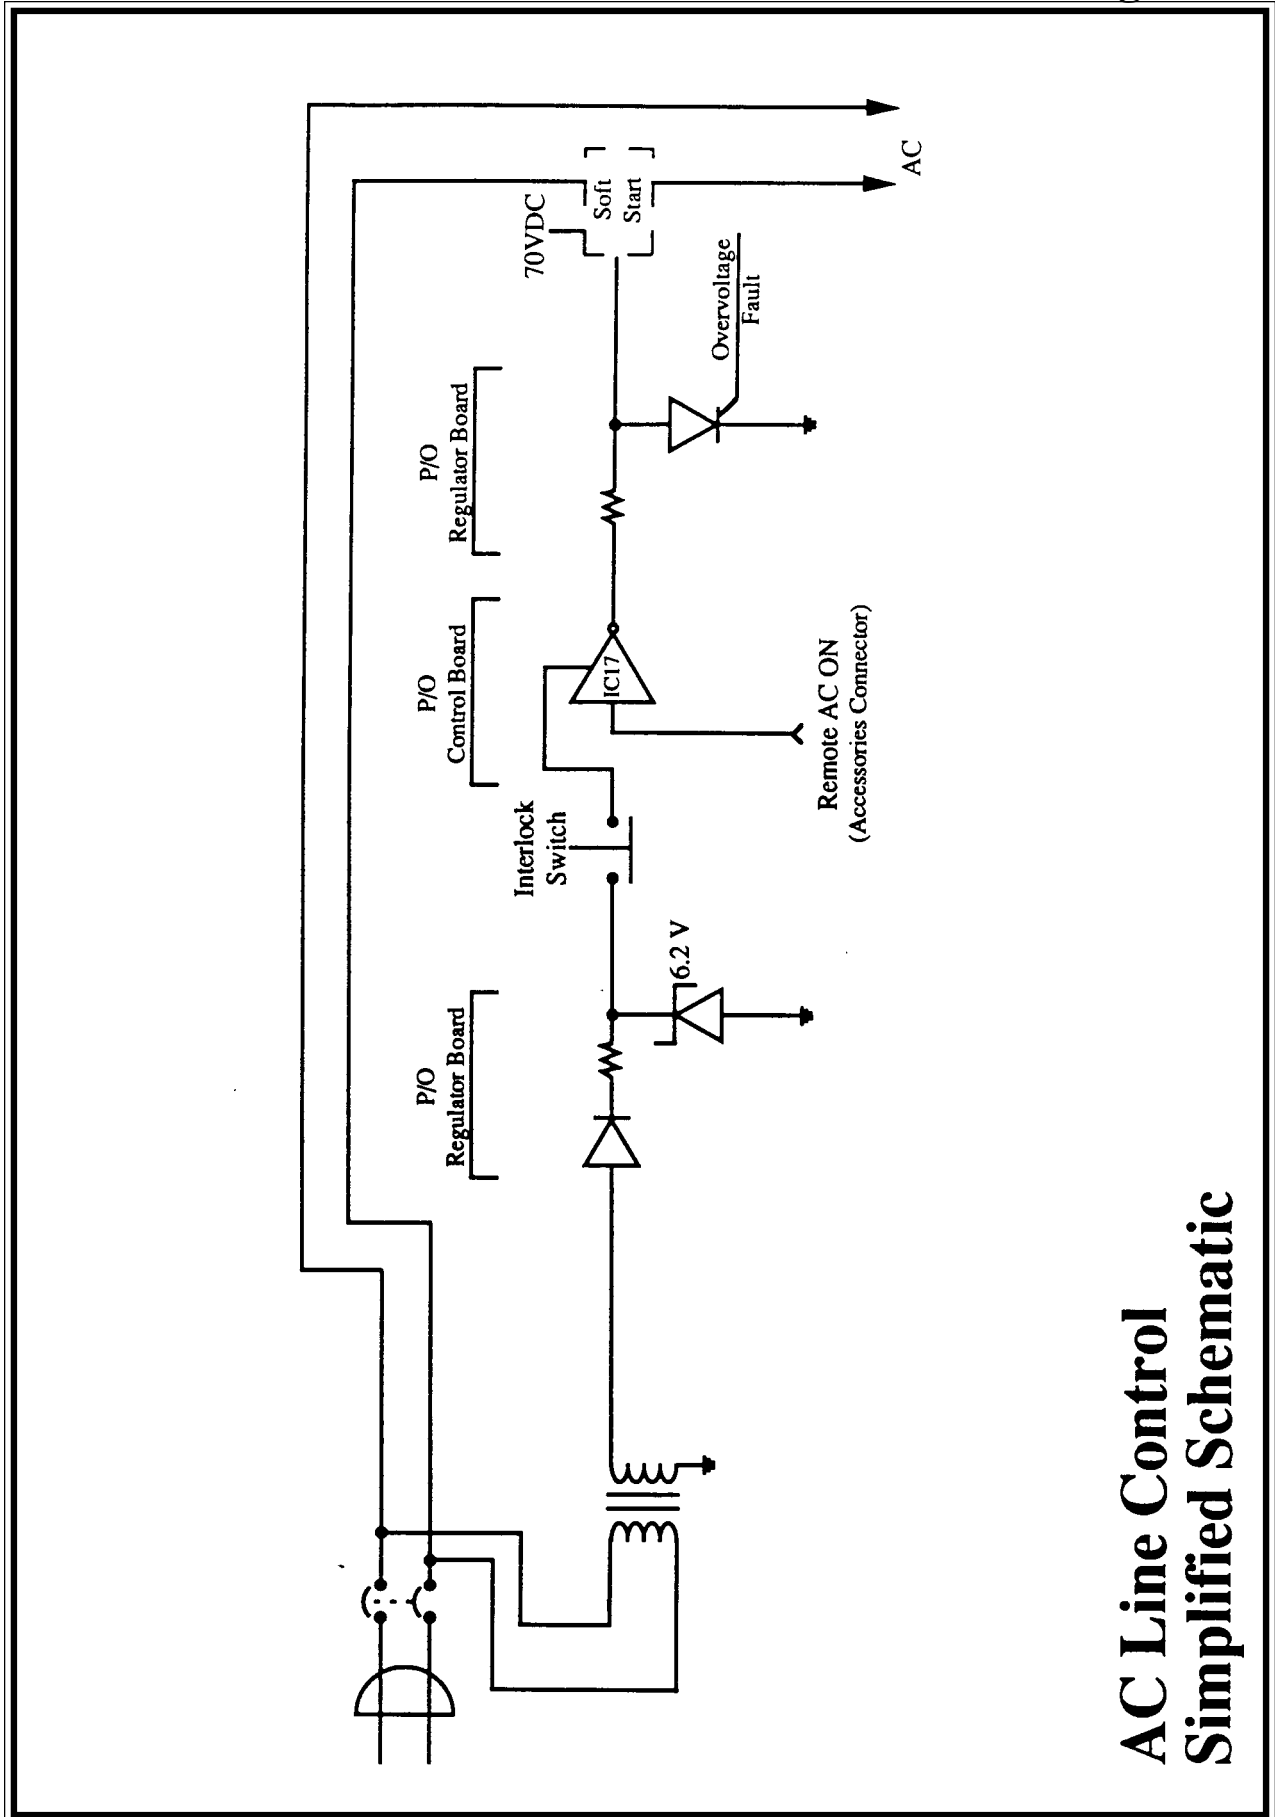 AC Line Control
Simplified Schematic
P/O
Regulator Board
6.2 V
Interlock
Switch
P/O
Control Board
IC17
Remote AC ON
(Accessories Connector)
P/O
Regulator Board
Overvoltage
Fault
70VDC
Soft
Start
AC